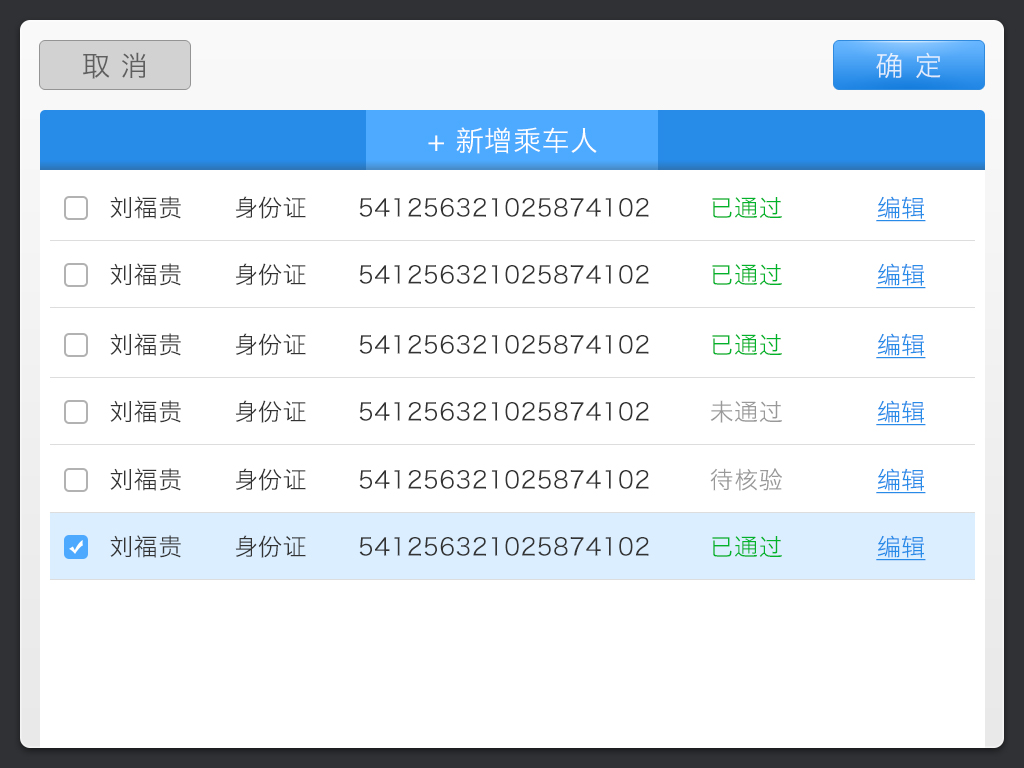 取 消
确 定
+ 新增乘车人
刘福贵 身份证 541256321025874102 已通过 编辑
刘福贵 身份证 541256321025874102 已通过 编辑
刘福贵 身份证 541256321025874102 已通过 编辑
刘福贵 身份证 541256321025874102 未通过 编辑
刘福贵 身份证 541256321025874102 待核验 编辑
刘福贵 身份证 541256321025874102 已通过 编辑